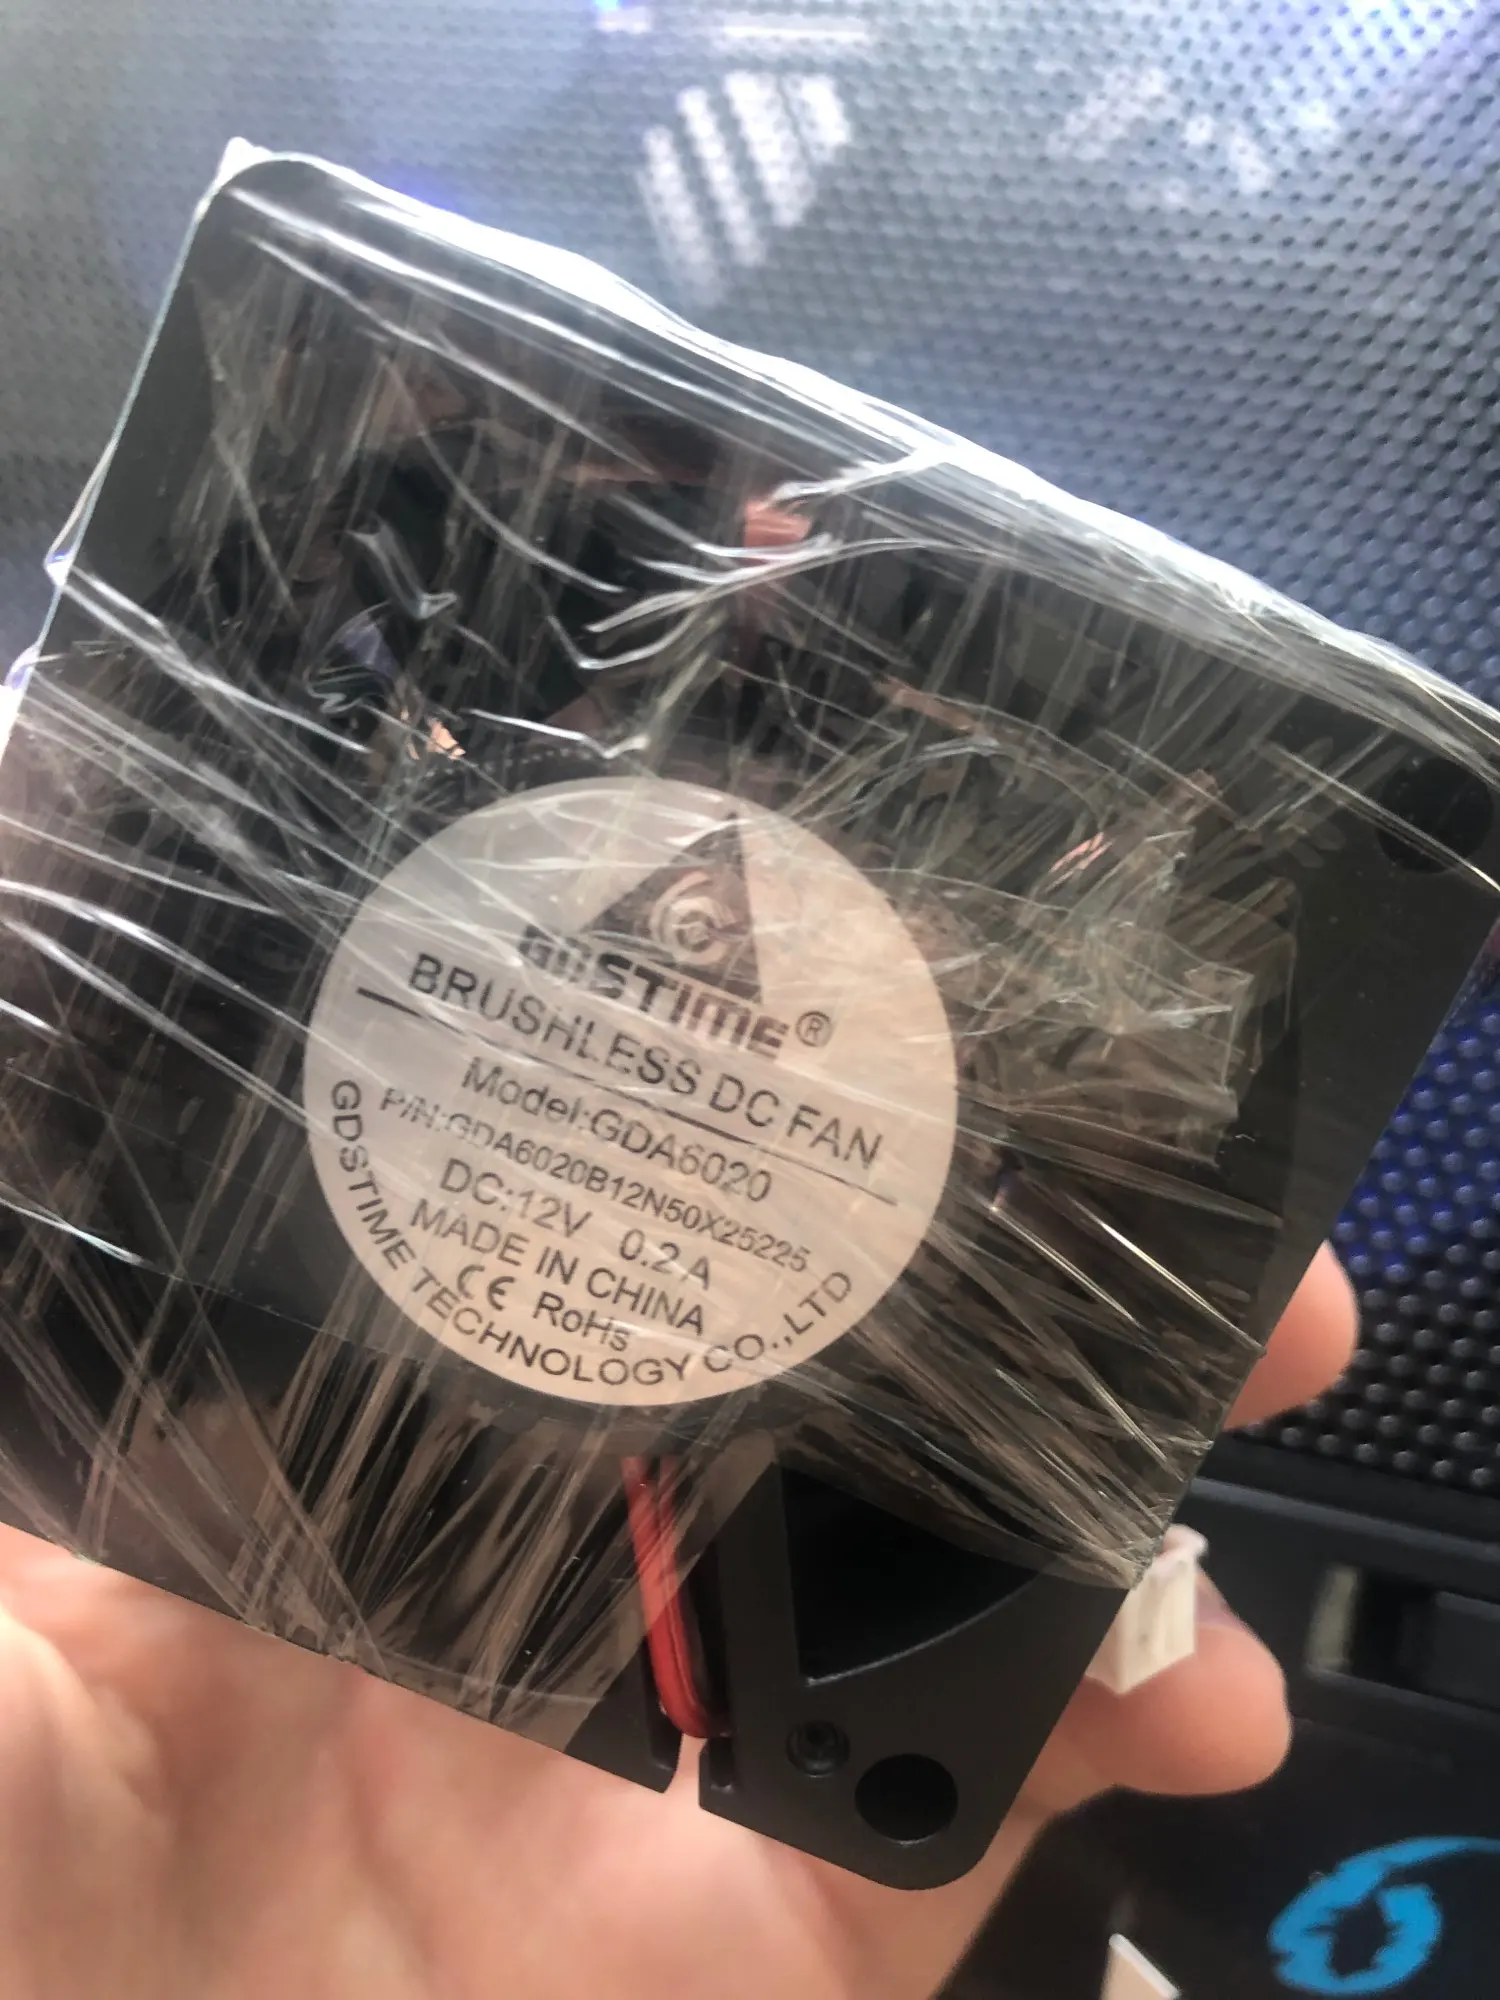 GDSTIME®
BRUSHLESS DC FAN
Model:GDA6020
P/N:GDA6020B12N50X25225
DC:12V 0.2 A
MADE IN CHINA
CE RoHs
GDSTIME TECHNOLOGY CO.,LTD